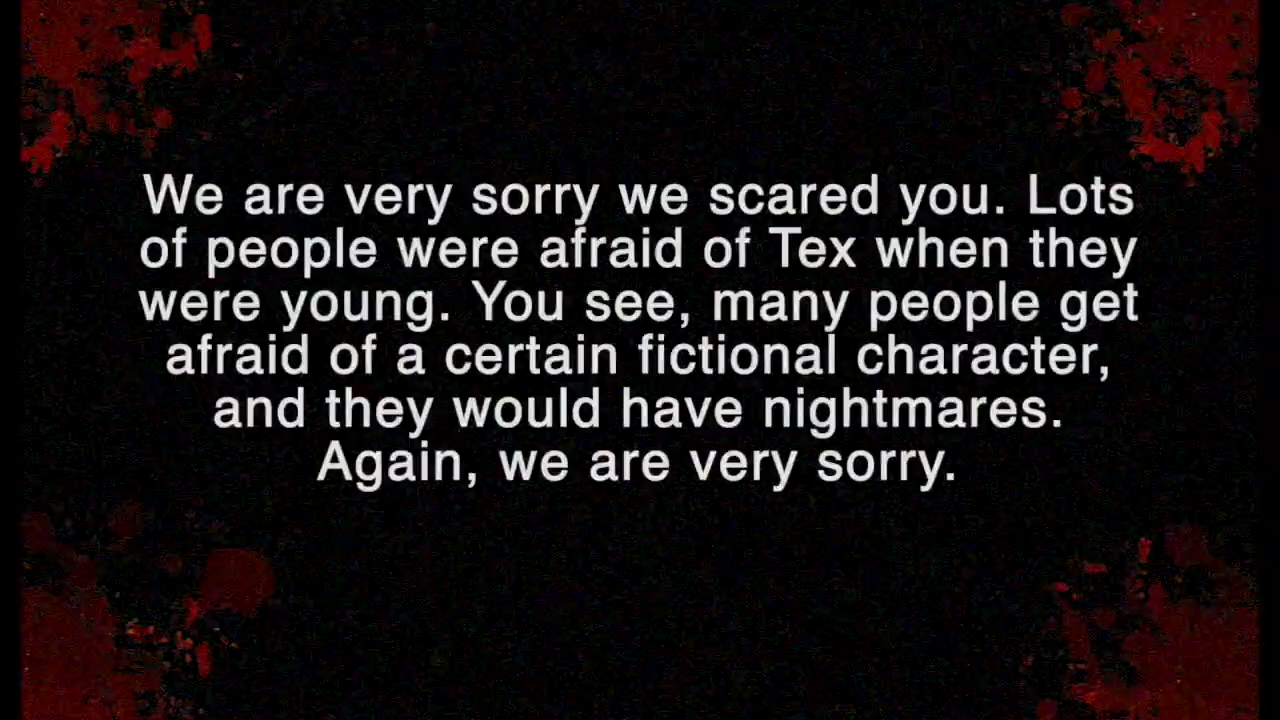 We are very sorry we scared you. Lots
of people were afraid of Tex when they
were young. You see, many people get
afraid of a certain fictional character,
and they would have nightmares.
Again, we are very sorry.